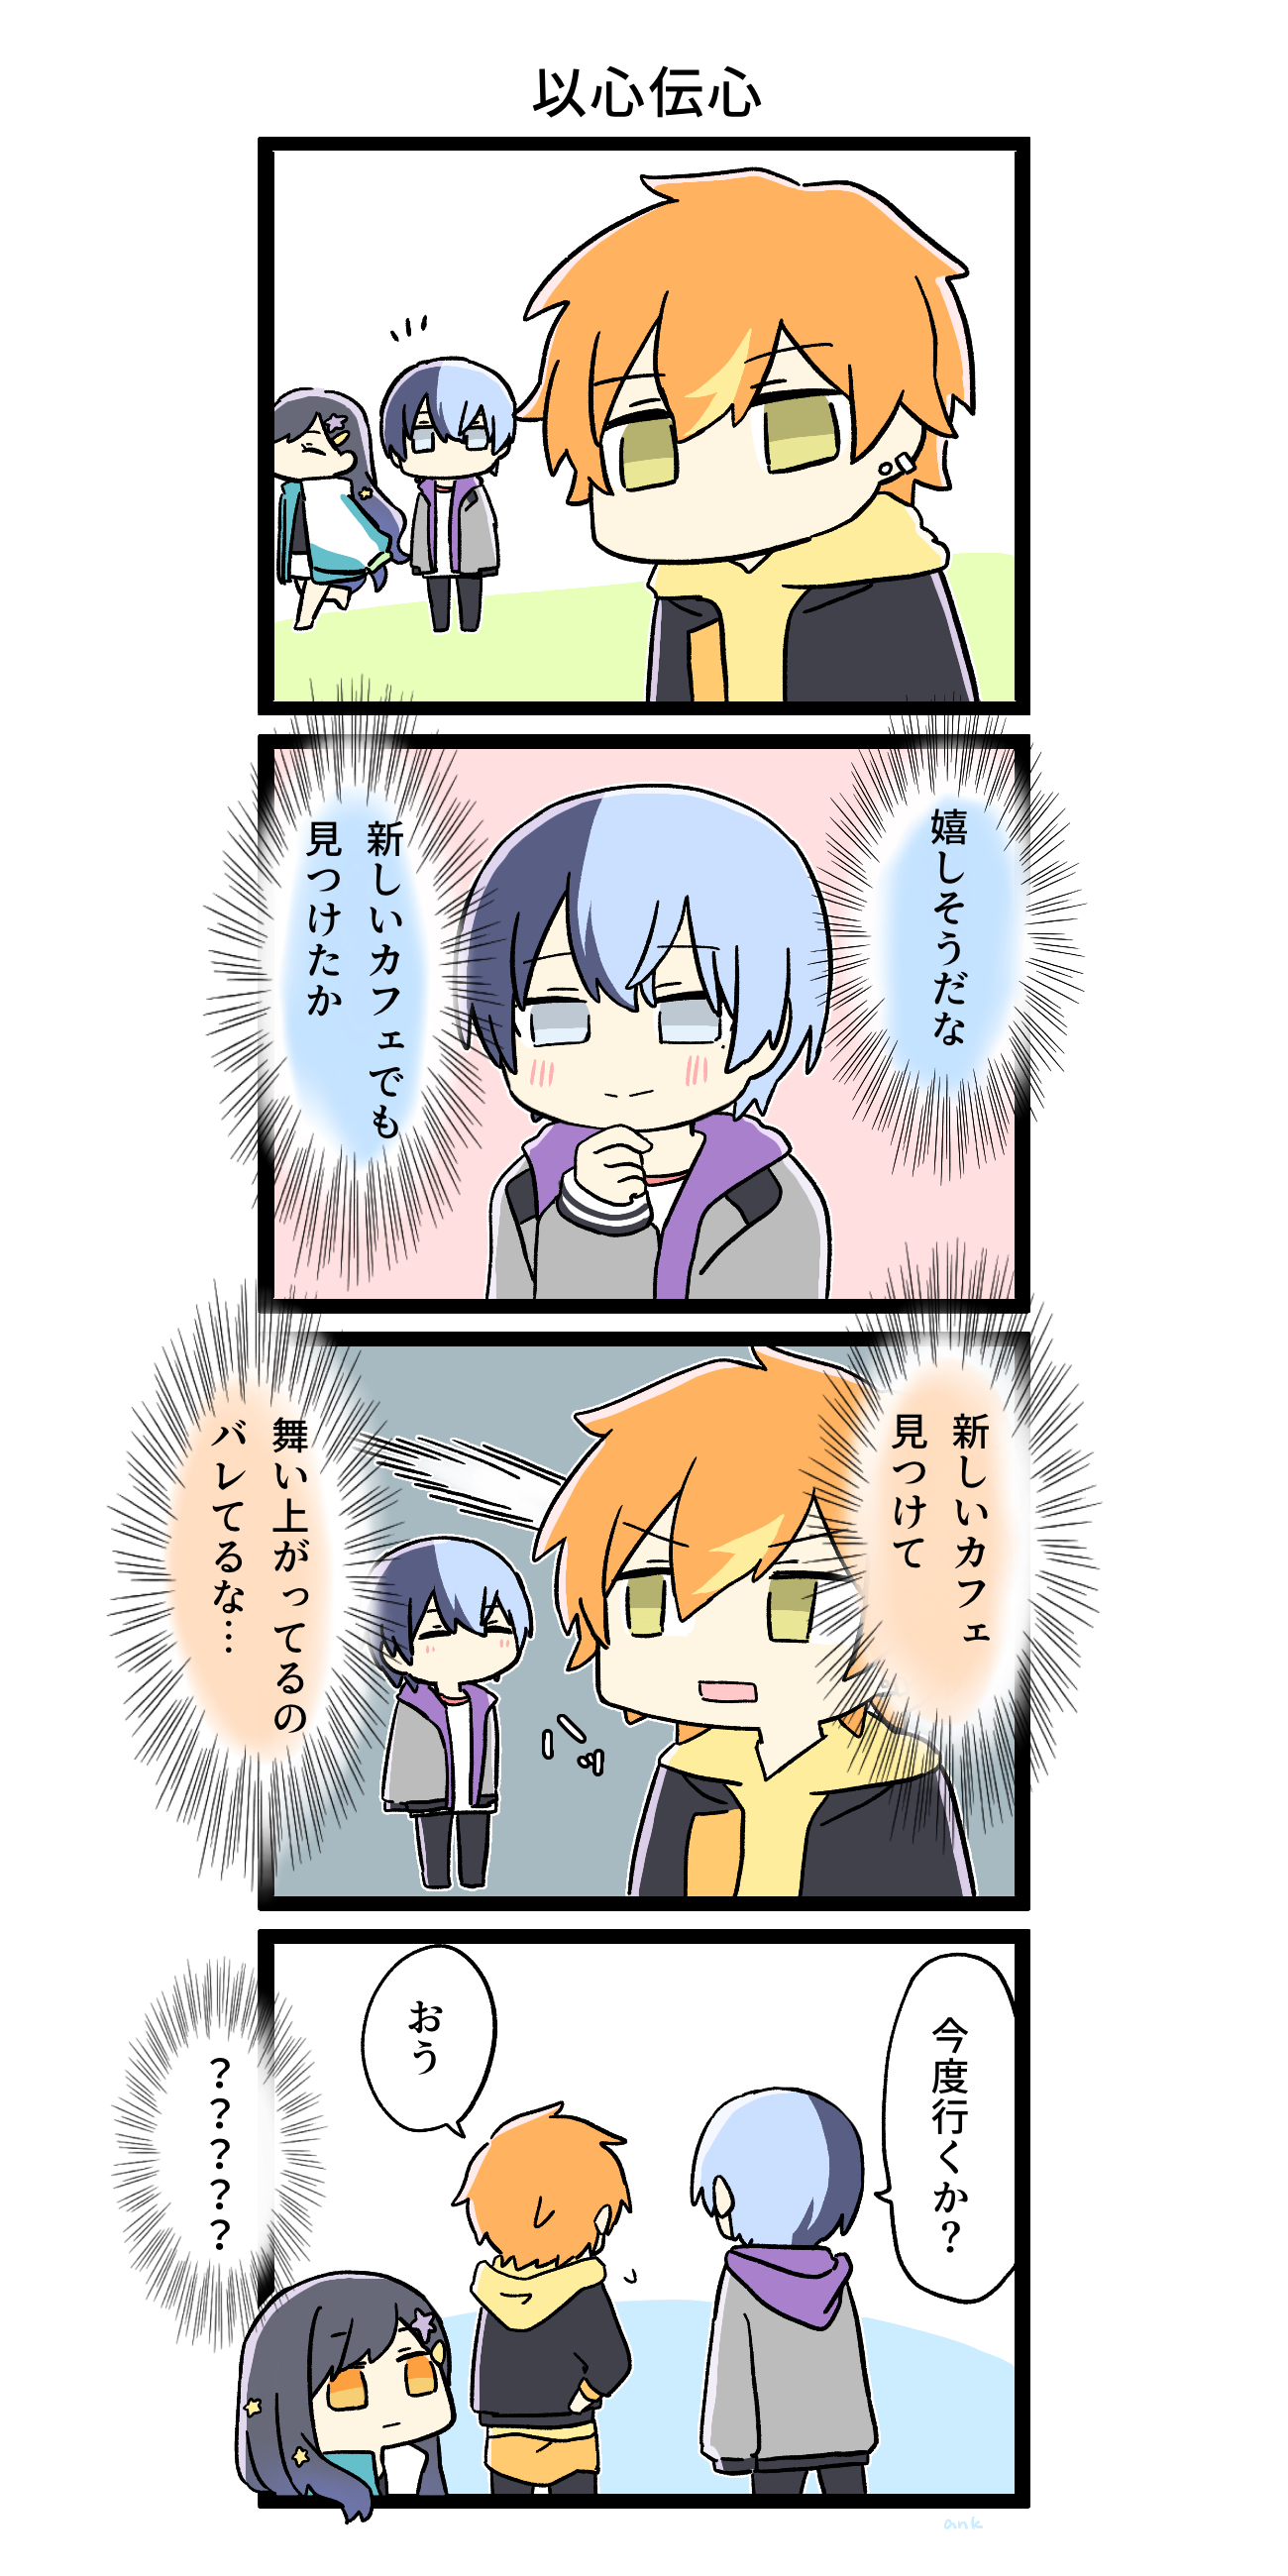 以心伝心
嬉しそうだな
新しいカフェでも
見つけたか
新しいカフェ
見つけて
舞い上がってるの
バレてるな…
ハッ
今度行くか？
おう
？？？？？
ank